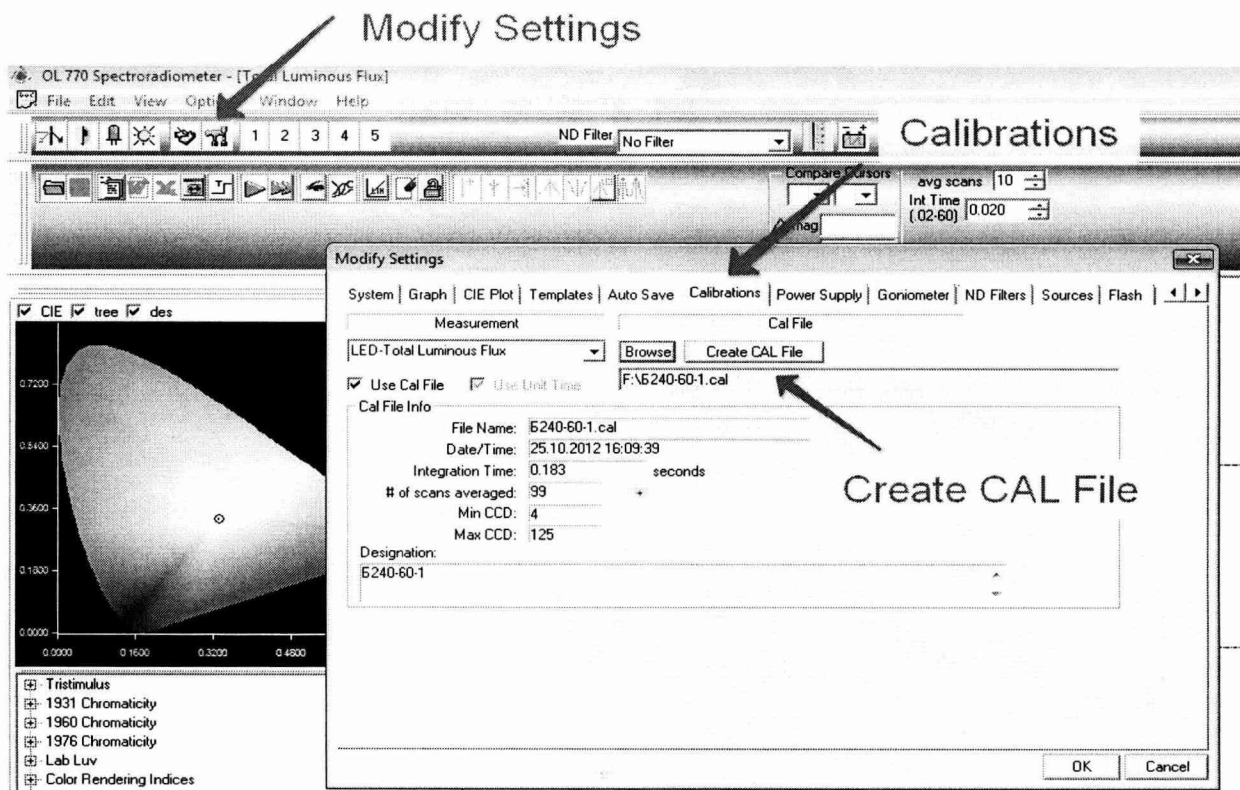 Modify Settings
OL 770 Spectroradiometer - [Total Luminous Flux]
File Edit View Options Window Help
1 2 3 4 5
ND Filter No Filter
Calibrations
Compare Cursors
mag
avg scans 10
Int Time
(.02-60) 0.020
Modify Settings
System Graph CIE Plot Templates Auto Save Calibrations Power Supply Goniometer ND Filters Sources Flash
CIE tree des
Measurement
Cal File
LED-Total Luminous Flux
Browse
Create CAL File
Use Cal File
Use Unit Time
F:\Б240-60-1.cal
Cal File Info
File Name: Б240-60-1.cal
Date/Time: 25.10.2012 16:09:39
Integration Time: 0.183 seconds
# of scans averaged: 99
Min CCD: 4
Max CCD: 125
Designation:
Б240-60-1
Create CAL File
0.7200
0.5400
0.3600
0.1800
0.0000
0.0000 0.1600 0.3200 0.4800
Tristimulus
1931 Chromaticity
1960 Chromaticity
1976 Chromaticity
Lab Luv
Color Rendering Indices
OK
Cancel